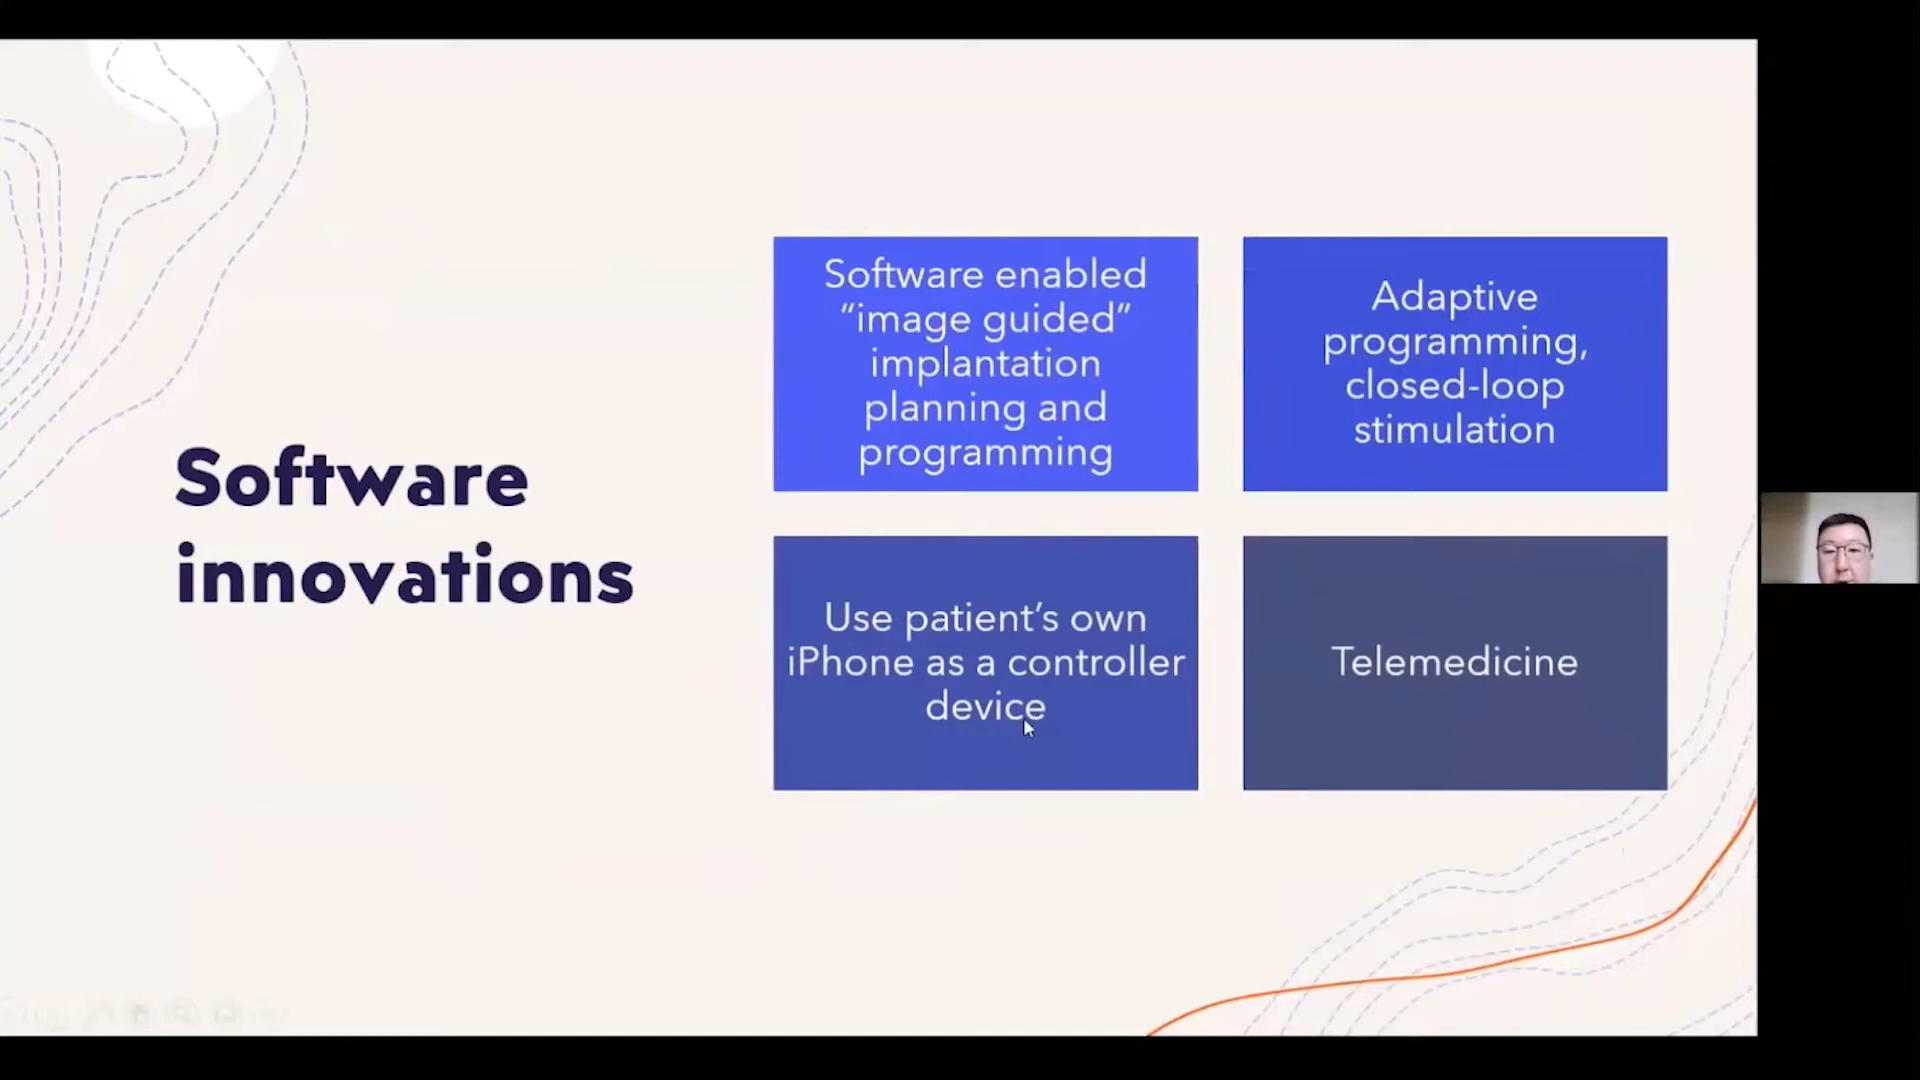 Software
innovations
Software enabled
“image guided”
implantation
planning and
programming
Adaptive
programming,
closed-loop
stimulation
Use patient’s own
iPhone as a controller
device
Telemedicine